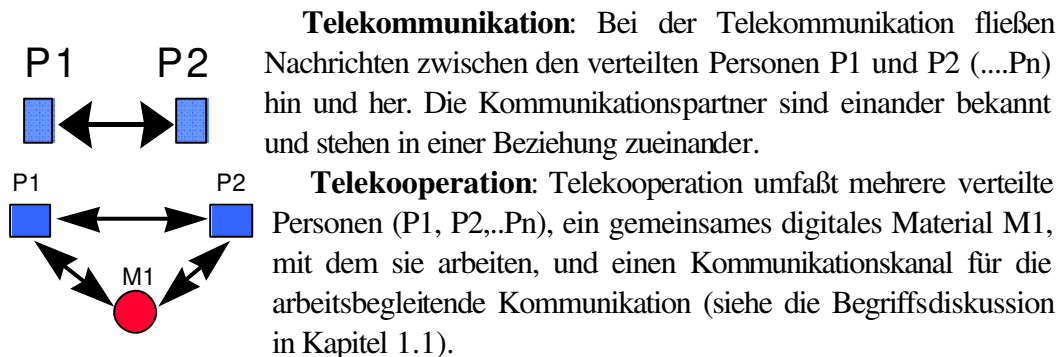 P1 P2
Telekommunikation: Bei der Telekommunikation fließen
Nachrichten zwischen den verteilten Personen P1 und P2 (....Pn)
hin und her. Die Kommunikationspartner sind einander bekannt
und stehen in einer Beziehung zueinander.
P1 P2
M1
Telekooperation: Telekooperation umfaßt mehrere verteilte
Personen (P1, P2,..Pn), ein gemeinsames digitales Material M1,
mit dem sie arbeiten, und einen Kommunikationskanal für die
arbeitsbegleitende Kommunikation (siehe die Begriffsdiskussion
in Kapitel 1.1).